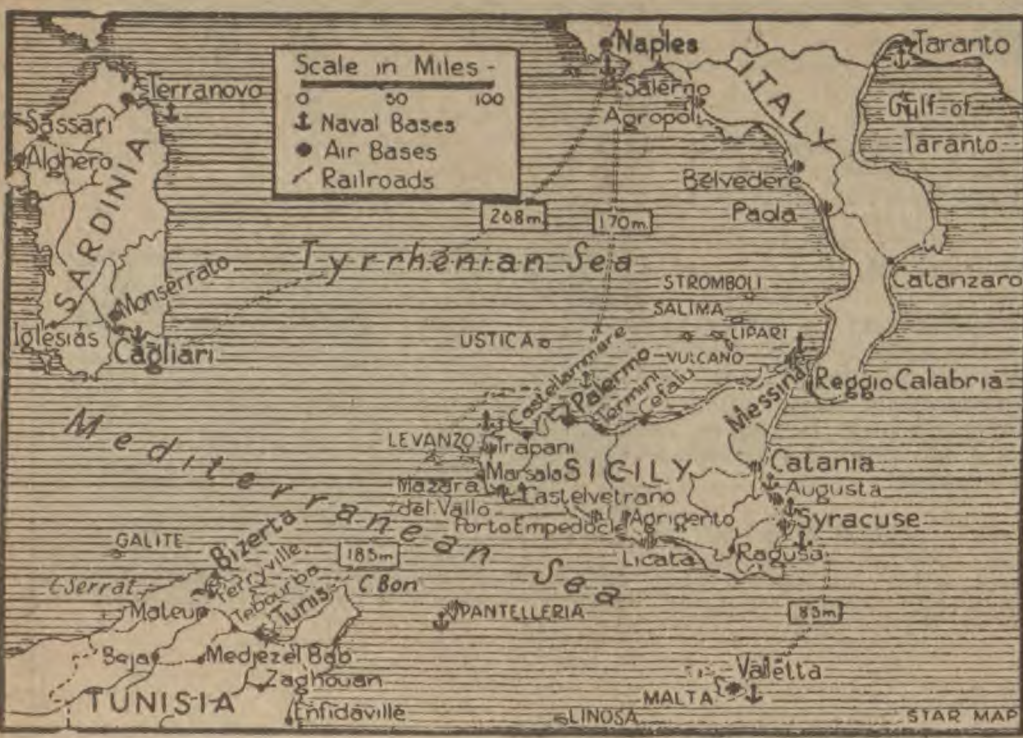 Naples
Taranto
Scale in Miles -
0 50 100
Naval Bases
Air Bases
Railroads
Terranovo
Salerno
Agropoli
ITALY
Gulf of
Taranto
Sassari
Alghero
SARDINIA
Belvedere
Paola
268m.
170m.
Tyrrhenian Sea
Catanzaro
Monserrato
STROMBOLI
SALIMA
LIPARI
Iglesias
Cagliari
USTICA
VULCANO
Castellammare
Palermo
Termini
Cefalu
Messina
Reggio Calabria
Mediterranean Sea
LEVANZO
Trapani
Marsala
SICILY
Catania
Mazara
del Vallo
Castelvetrano
Augusta
Porto Empedocle
Agrigento
Syracuse
GALITE
Bizerta
185m.
Licata
Ragusa
C. Serrat
Ferryville
Tebourba
Tunis
C Bon
Mateur
PANTELLERIA
83m.
Beja
Medjez el Bab
Valetta
MALTA
Zaghouan
TUNISIA
Enfidaville
LINOSA
STAR MAP